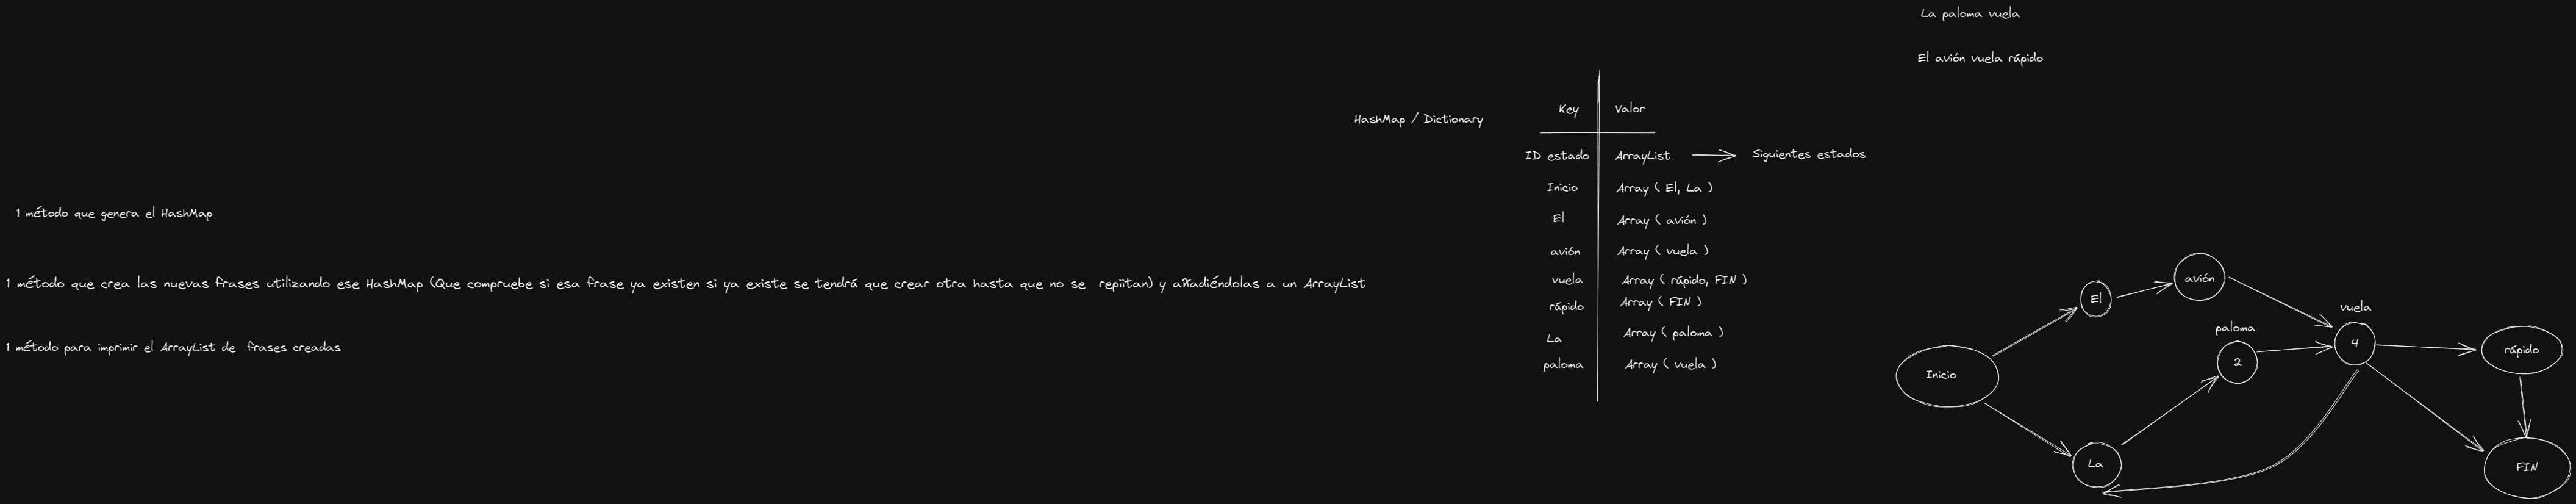 La paloma vuela
El avión vuela rápido
HashMap / Dictionary
Key Valor
ID estado ArrayList Siguientes estados
Inicio Array ( El, La )
El Array ( avión )
avión Array ( vuela )
vuela Array ( rápido, FIN )
rápido Array ( FIN )
La Array ( paloma )
paloma Array ( vuela )
1 método que genera el HashMap
1 método que crea las nuevas frases utilizando ese HashMap (Que compruebe si esa frase ya existen si ya existe se tendrá que crear otra hasta que no se repiitan) y añadiéndolas a un ArrayList
1 método para imprimir el ArrayList de frases creadas
avión
El
vuela
paloma
4
rápido
2
Inicio
La
FIN